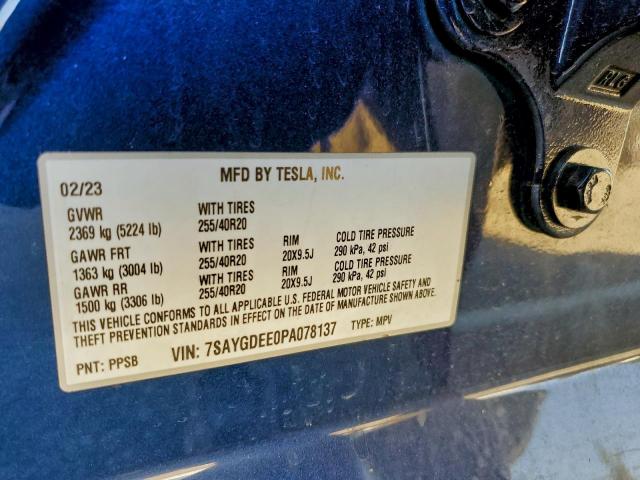 MFD BY TESLA, INC.
02/23
GVWR WITH TIRES
2369 kg (5224 lb) 255/40R20
GAWR FRT WITH TIRES RIM COLD TIRE PRESSURE
1363 kg (3004 lb) 255/40R20 20X9.5J 290 kPa, 42 psi
GAWR RR WITH TIRES RIM COLD TIRE PRESSURE
1500 kg (3306 lb) 255/40R20 20X9.5J 290 kPa, 42 psi
THIS VEHICLE CONFORMS TO ALL APPLICABLE U.S. FEDERAL MOTOR VEHICLE SAFETY AND
THEFT PREVENTION STANDARDS IN EFFECT ON THE DATE OF MANUFACTURE SHOWN ABOVE.
PNT: PPSB VIN: 7SAYGDEE0PA078137 TYPE: MPV